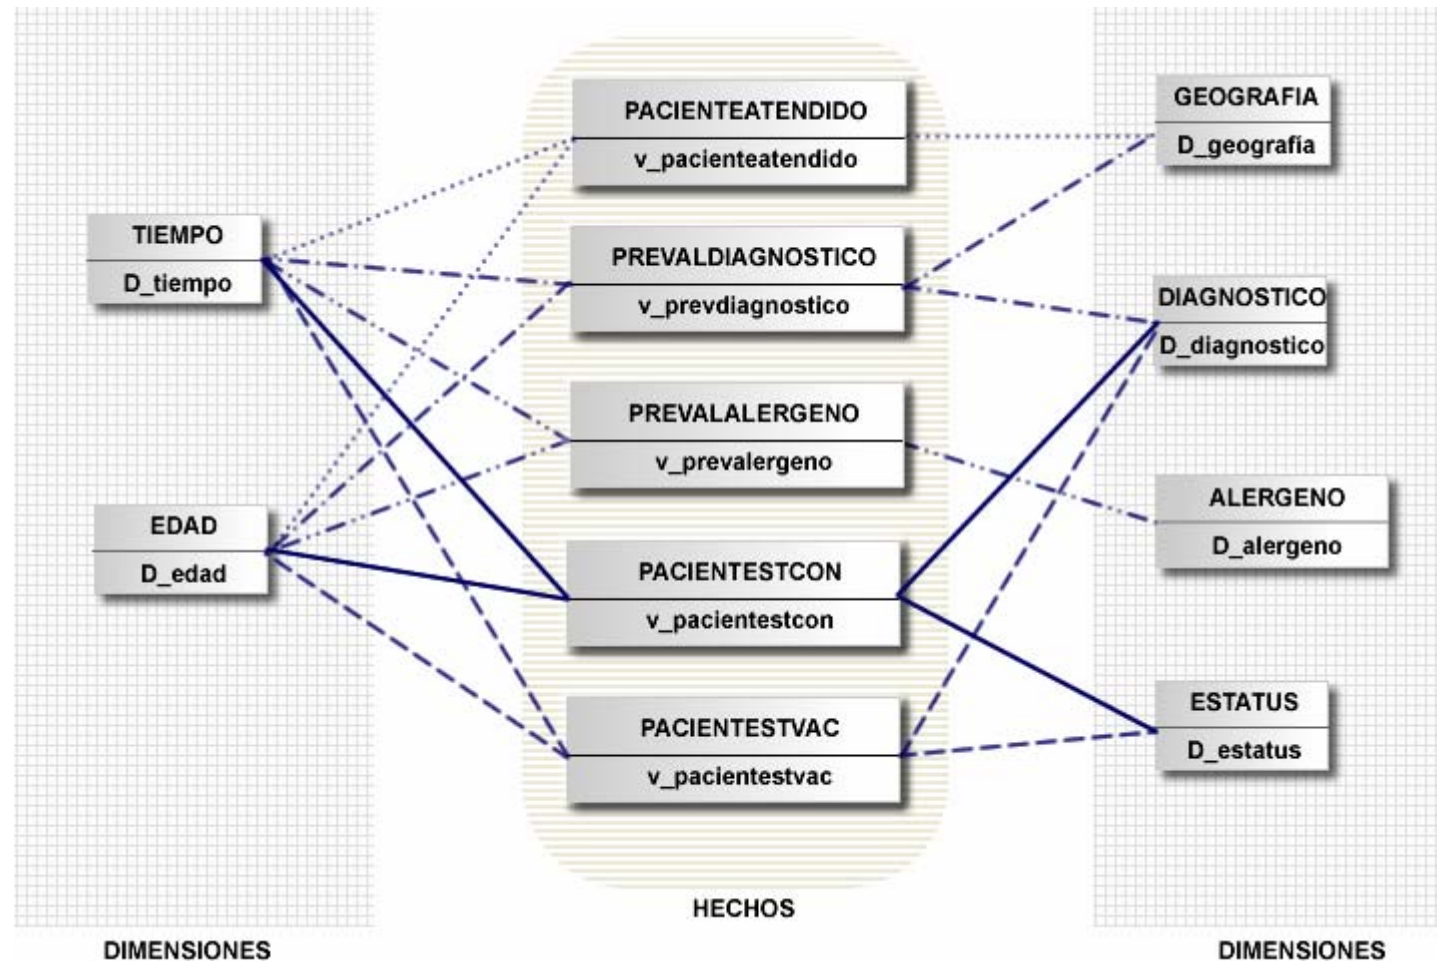 TIEMPO
D_tiempo
EDAD
D_edad
DIMENSIONES
PACIENTEATENDIDO
v_pacienteatendido
PREVALDIAGNOSTICO
v_prevdiagnostico
PREVALALERGENO
v_prevalergeno
PACIENTESTCON
v_pacientestcon
PACIENTESTVAC
v_pacientestvac
HECHOS
GEOGRAFIA
D_geografía
DIAGNOSTICO
D_diagnostico
ALERGENO
D_alergeno
ESTATUS
D_estatus
DIMENSIONES